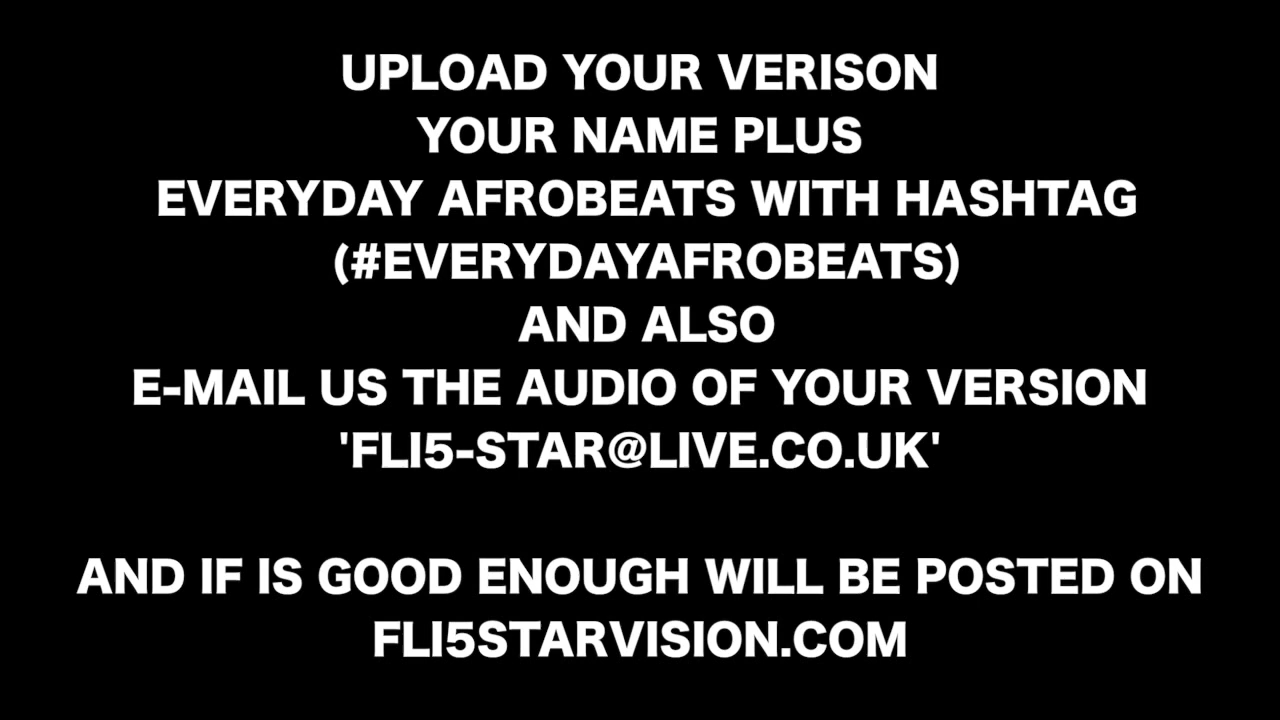 UPLOAD YOUR VERISON
YOUR NAME PLUS
EVERYDAY AFROBEATS WITH HASHTAG
(#EVERYDAYAFROBEATS)
AND ALSO
E-MAIL US THE AUDIO OF YOUR VERSION
'FLI5-STAR@LIVE.CO.UK'
AND IF IS GOOD ENOUGH WILL BE POSTED ON
FLI5STARVISION.COM